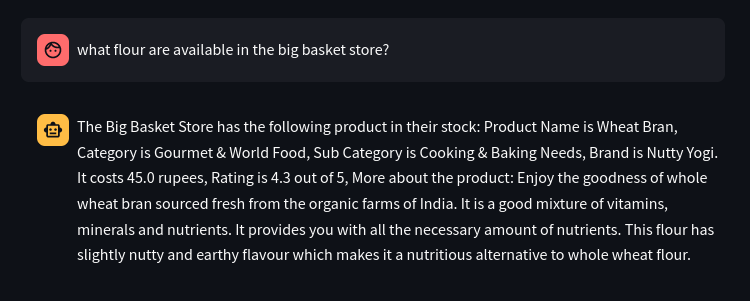 what flour are available in the big basket store?
The Big Basket Store has the following product in their stock: Product Name is Wheat Bran,
Category is Gourmet & World Food, Sub Category is Cooking & Baking Needs, Brand is Nutty Yogi.
It costs 45.0 rupees, Rating is 4.3 out of 5, More about the product: Enjoy the goodness of whole
wheat bran sourced fresh from the organic farms of India. It is a good mixture of vitamins,
minerals and nutrients. It provides you with all the necessary amount of nutrients. This flour has
slightly nutty and earthy flavour which makes it a nutritious alternative to whole wheat flour.